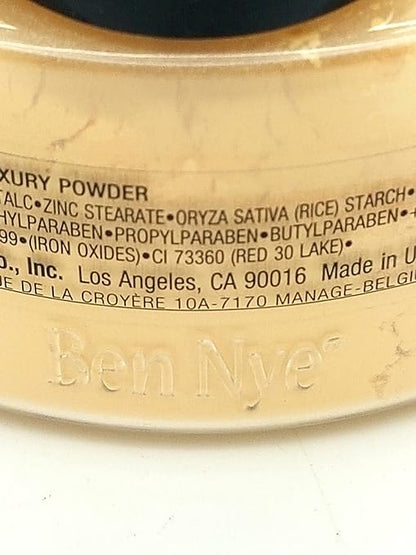 XURY POWDER
TALC•ZINC STEARATE•ORYZA SATIVA (RICE) STARCH•
HYLPARABEN•PROPYLPARABEN•BUTYLPARABEN•
99•(IRON OXIDES)•CI 73360 (RED 30 LAKE)•
o., Inc. Los Angeles, CA 90016 Made in U
UE DE LA CROYÈRE 10A-7170 MANAGE-BELGI
Ben Nye